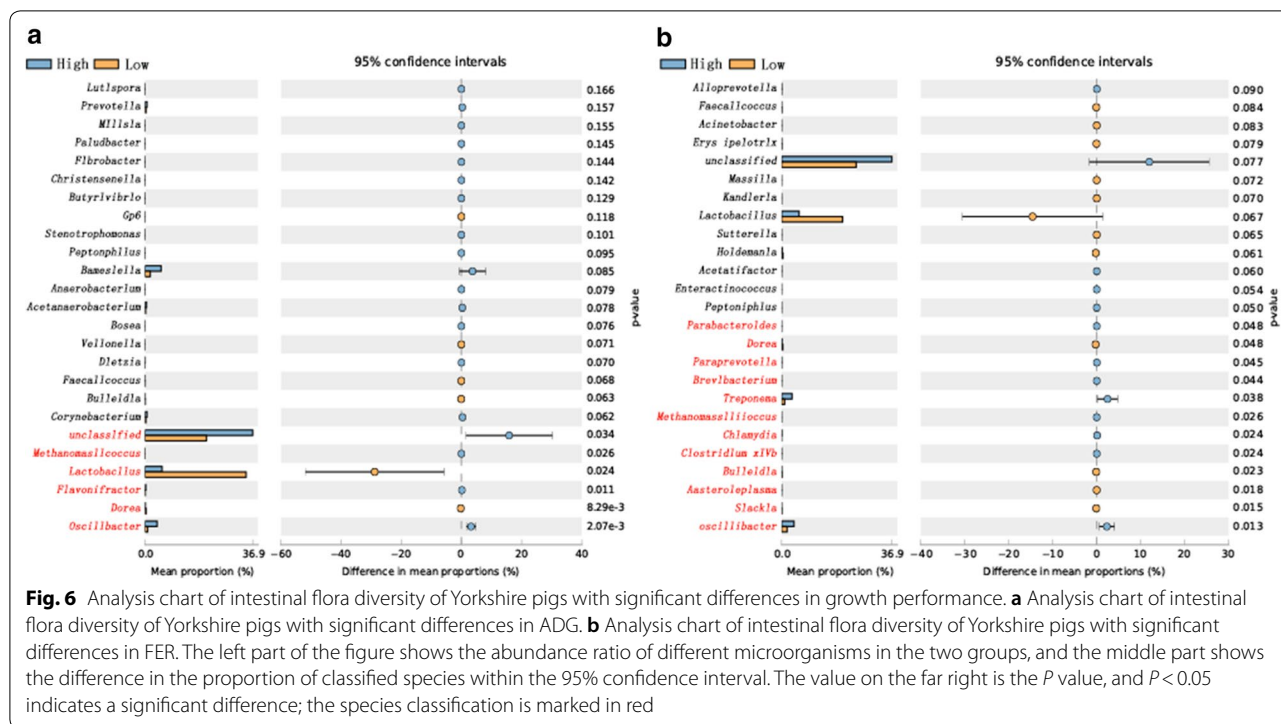 a
High Low
95% confidence intervals
Lutlspora 0.166
Prevotella 0.157
Mlllsla 0.155
Paludbacter 0.145
Flbrobacter 0.144
Christensenella 0.142
Butyrlvibrlo 0.129
Gp6 0.118
Stenotrophomonas 0.101
Peptonphllus 0.095
Bameslella 0.085
Anaerobacterlum 0.079
Acetanaerobacterlum 0.078
Bosea 0.076
Vellonella 0.071
Dletzia 0.070
Faecallcoccus 0.068
Bulleldla 0.063
Corynebacterlum 0.062
unclasslfied 0.034
Methanomasllcoccus 0.026
Lactobacllus 0.024
Flavonifractor 0.011
Dorea 8.29e-3
Oscillbacter 2.07e-3
p-value
0.0 36.9 −60 −40 −20 0 20 40
Mean proportion (%) Difference in mean proportions (%)
b
High Low
95% confidence intervals
Alloprevotella 0.090
Faecallcoccus 0.084
Acinetobacter 0.083
Erys ipelotrlx 0.079
unclassified 0.077
Massilla 0.072
Kandlerla 0.070
Lactobacillus 0.067
Sutterella 0.065
Holdemanla 0.061
Acetatifactor 0.060
Enteractinococcus 0.054
Peptoniphlus 0.050
Parabacteroldes 0.048
Dorea 0.048
Paraprevotella 0.045
Brevlbacterium 0.044
Treponema 0.038
Methanomasslliioccus 0.026
Chlamydia 0.024
Clostridlum xlVb 0.024
Bulleldla 0.023
Aasteroleplasma 0.018
Slackla 0.015
oscillibacter 0.013
p-value
0.0 36.9 −40 −30 −20 −10 0 10 20 30
Mean proportion (%) Difference in mean proportions (%)
Fig. 6 Analysis chart of intestinal flora diversity of Yorkshire pigs with significant differences in growth performance. a Analysis chart of intestinal
flora diversity of Yorkshire pigs with significant differences in ADG. b Analysis chart of intestinal flora diversity of Yorkshire pigs with significant
differences in FER. The left part of the figure shows the abundance ratio of different microorganisms in the two groups, and the middle part shows
the difference in the proportion of classified species within the 95% confidence interval. The value on the far right is the P value, and P < 0.05
indicates a significant difference; the species classification is marked in red